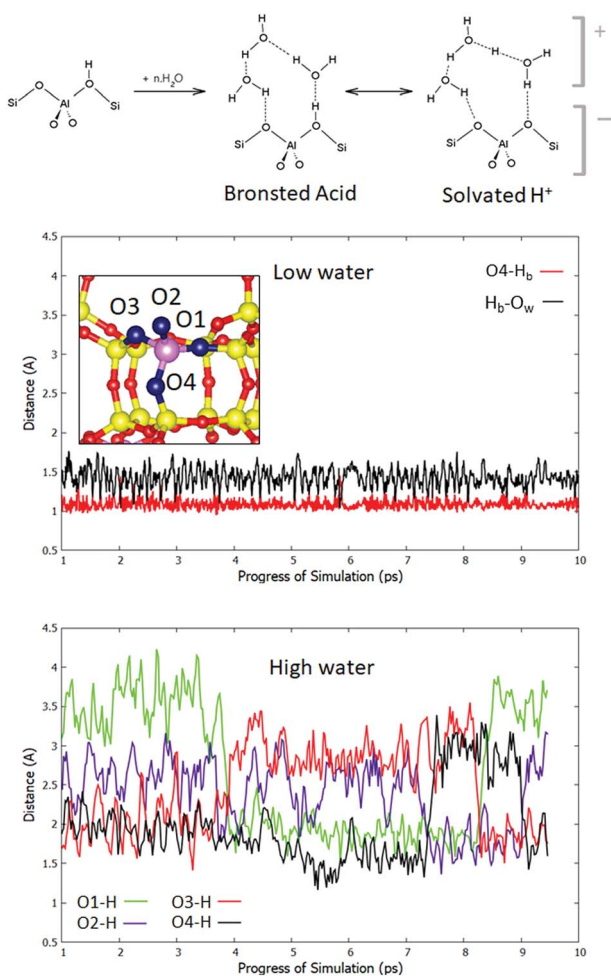 H
O
O
Si
Al
Si
O
O
+ n.H₂O
H
O
H
H
H
O
H
O
H
H
O
O
Si
Al
Si
O
O
Bronsted Acid
H
O
H
H
H
O
H
O
H
H
H
O
O
Si
Al
Si
O
O
+
−
Solvated H⁺
Low water
O4-H_b
H_b-O_w
O3
O2
O1
O4
4.5
4
3.5
3
2.5
2
1.5
1
0.5
Distance (A)
1 2 3 4 5 6 7 8 9 10
Progress of Simulation (ps)
High water
4.5
4
3.5
3
2.5
2
1.5
1
0.5
Distance (A)
O1-H
O3-H
O2-H
O4-H
1 2 3 4 5 6 7 8 9 10
Progress of Simulation (ps)